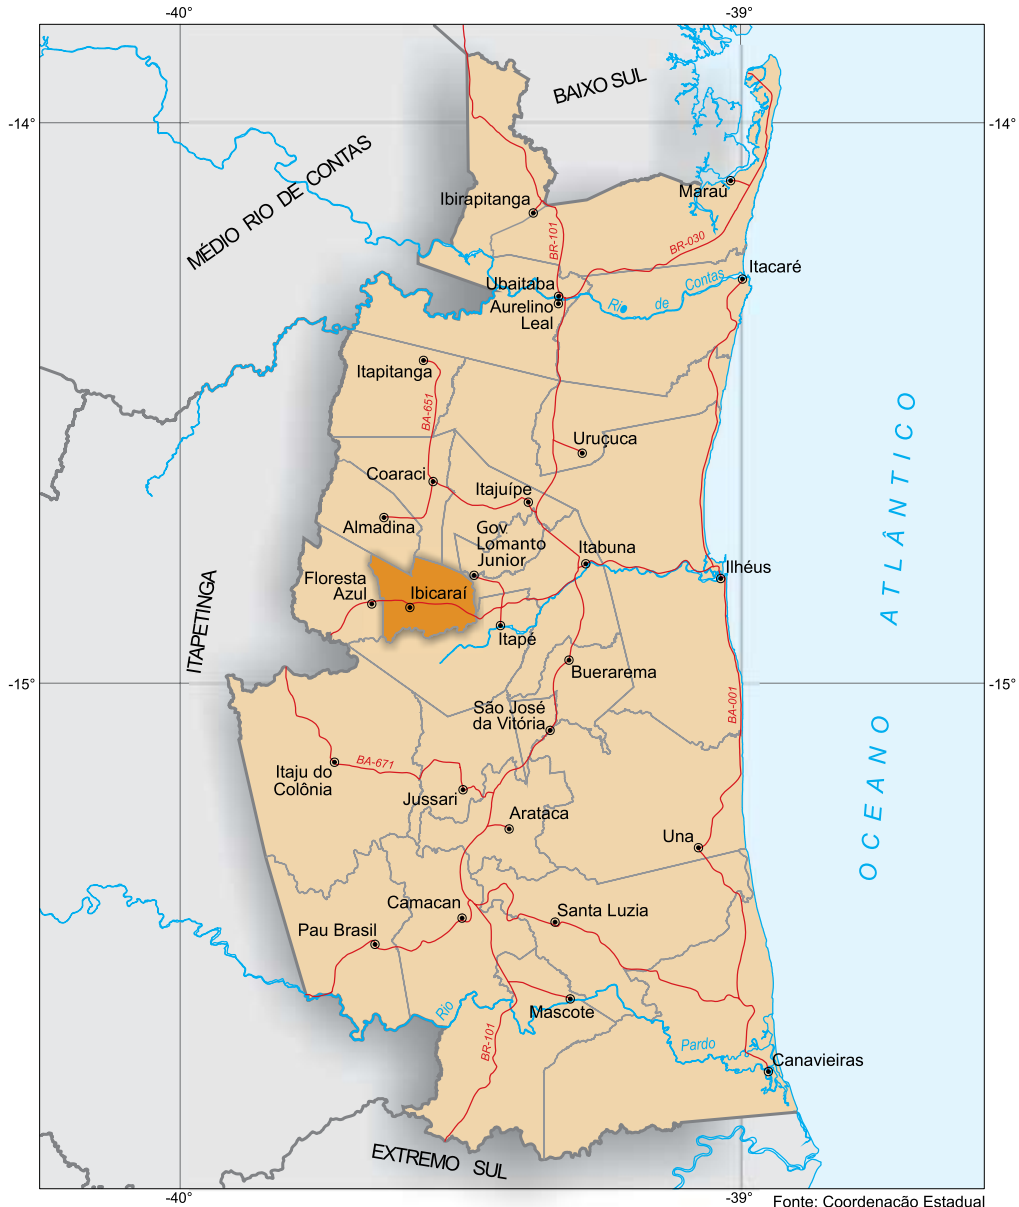 -40°
-39°
BAIXO SUL
-14°
-14°
MÉDIO RIO DE CONTAS
Maraú
Ibirapitanga
BR-101
BR-030
Itacaré
Ubaitaba
Contas
de
Rio
Aurelino
Leal
Itapitanga
BA-651
Uruçuca
Coaraci
Itajuípe
Almadina
Gov.
Lomanto
Junior
Itabuna
Ilhéus
Floresta
Azul
Ibicaraí
Itapé
ITAPETINGA
Buerarema
-15°
-15°
São José
da Vitória
BA-001
OCEANO ATLÂNTICO
BA-671
Itaju do
Colônia
Jussari
Arataca
Una
Camacan
Santa Luzia
Pau Brasil
Rio
Mascote
BR-101
Pardo
Canavieiras
EXTREMO SUL
-40°
-39°
Fonte: Coordenacão Estadual